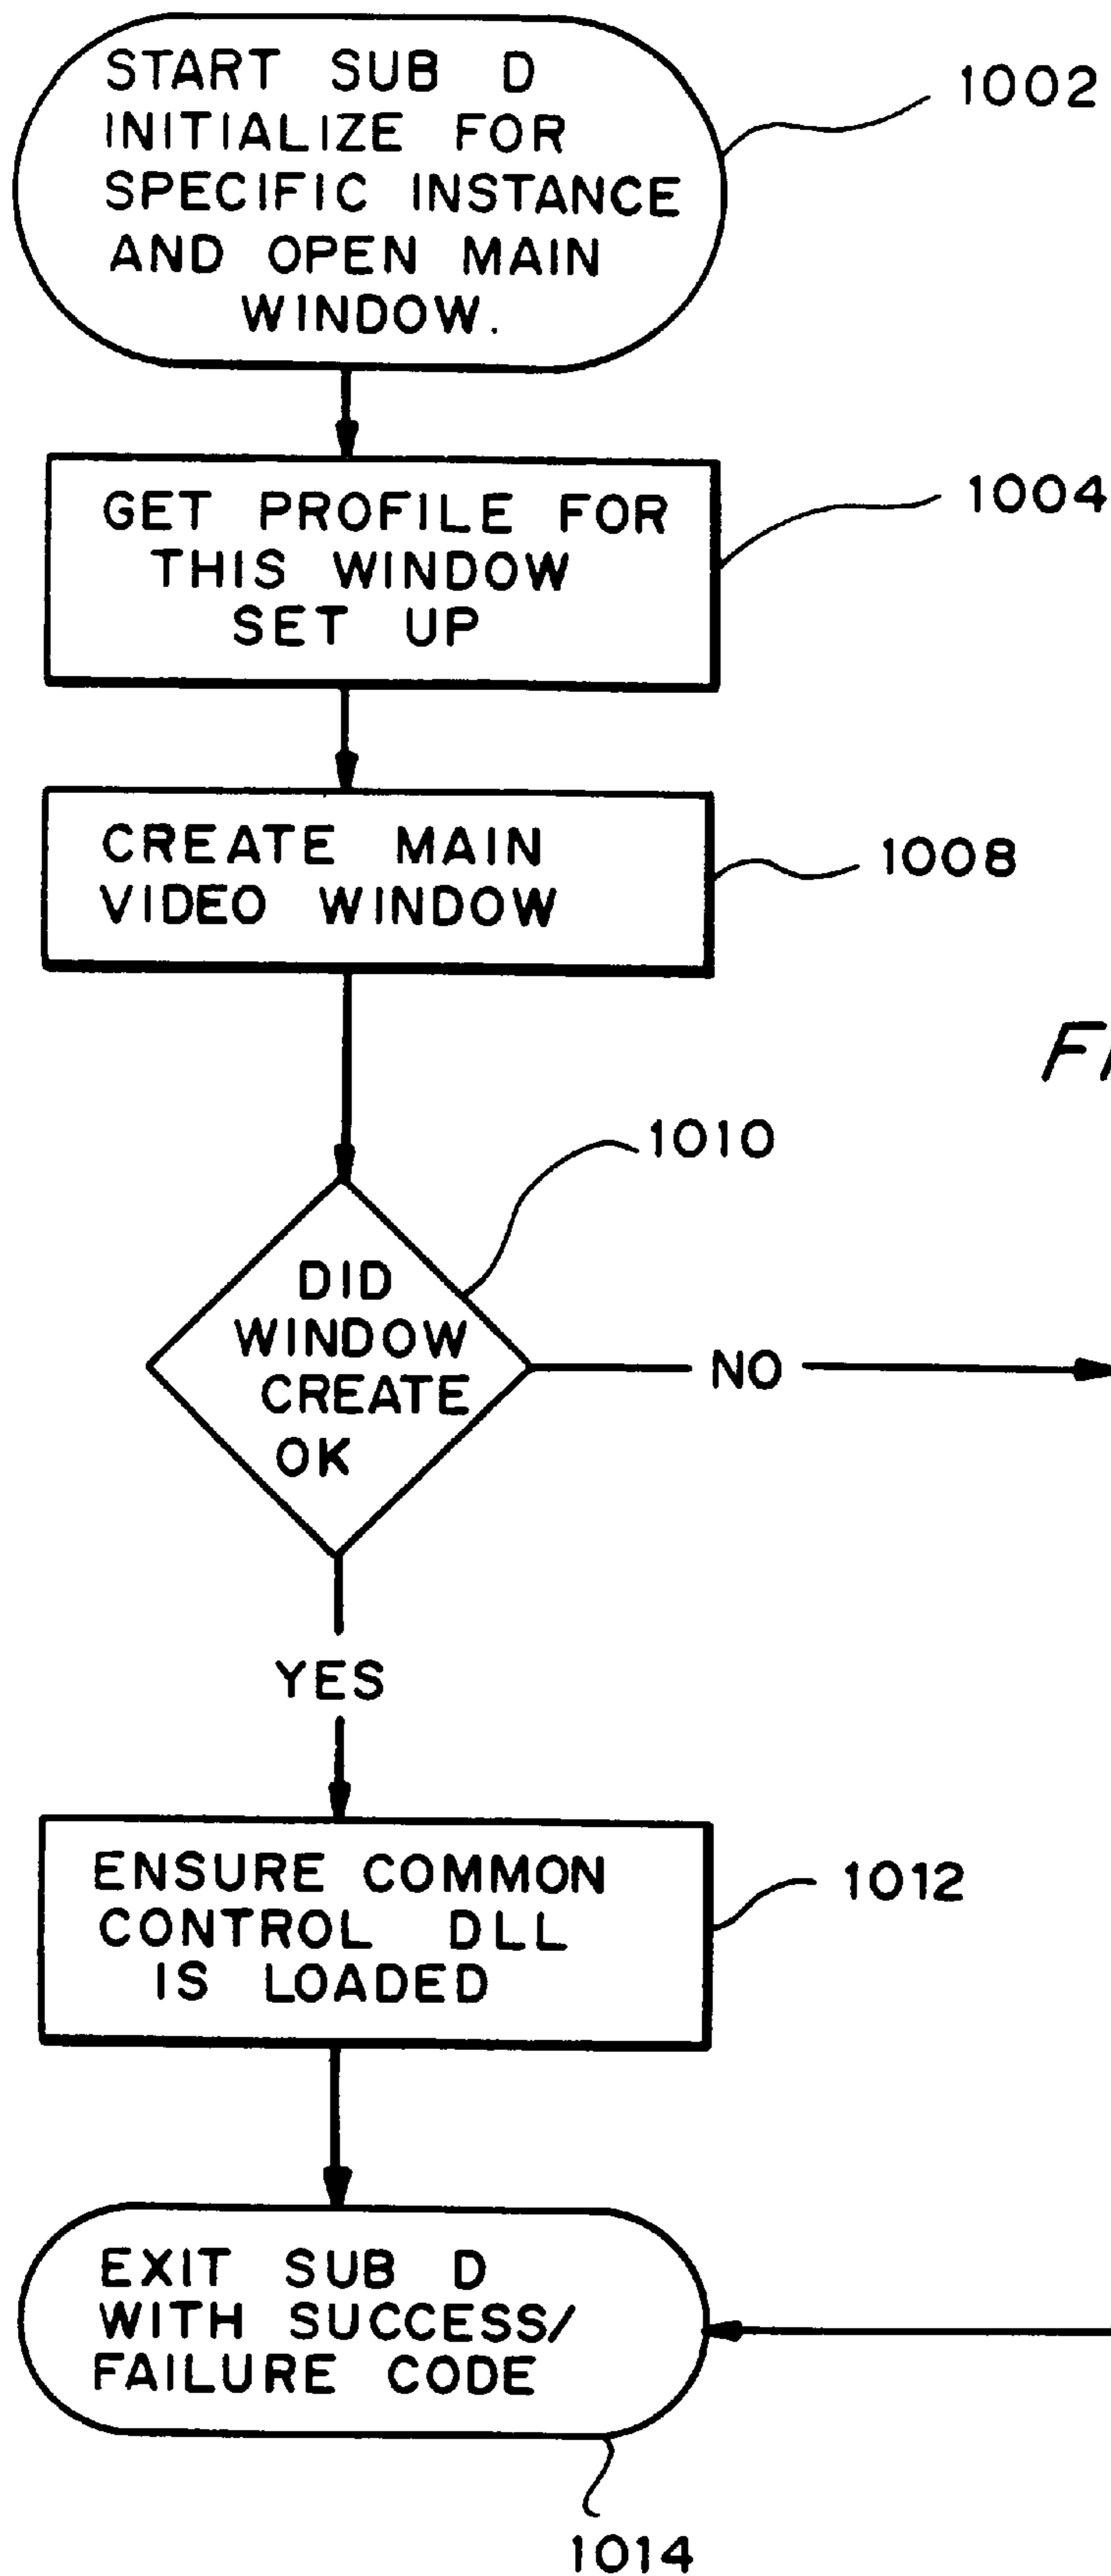 START SUB D
INITIALIZE FOR
SPECIFIC INSTANCE
AND OPEN MAIN
WINDOW.
1002
GET PROFILE FOR
THIS WINDOW
SET UP
1004
CREATE MAIN
VIDEO WINDOW
1008
1010
DID
WINDOW
CREATE
OK
NO
YES
ENSURE COMMON
CONTROL DLL
IS LOADED
1012
EXIT SUB D
WITH SUCCESS/
FAILURE CODE
1014